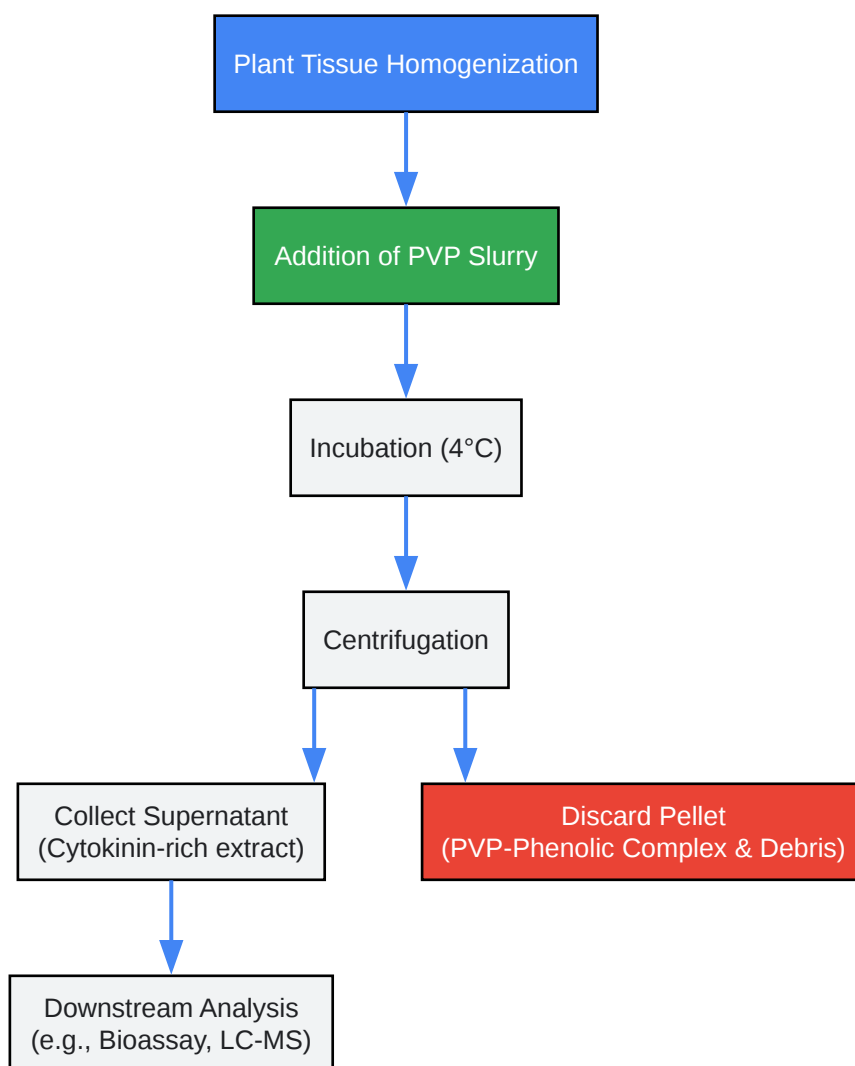 Plant Tissue Homogenization
Addition of PVP Slurry
Incubation (4°C)
Centrifugation
Collect Supernatant
(Cytokinin-rich extract)
Discard Pellet
(PVP-Phenolic Complex & Debris)
Downstream Analysis
(e.g., Bioassay, LC-MS)